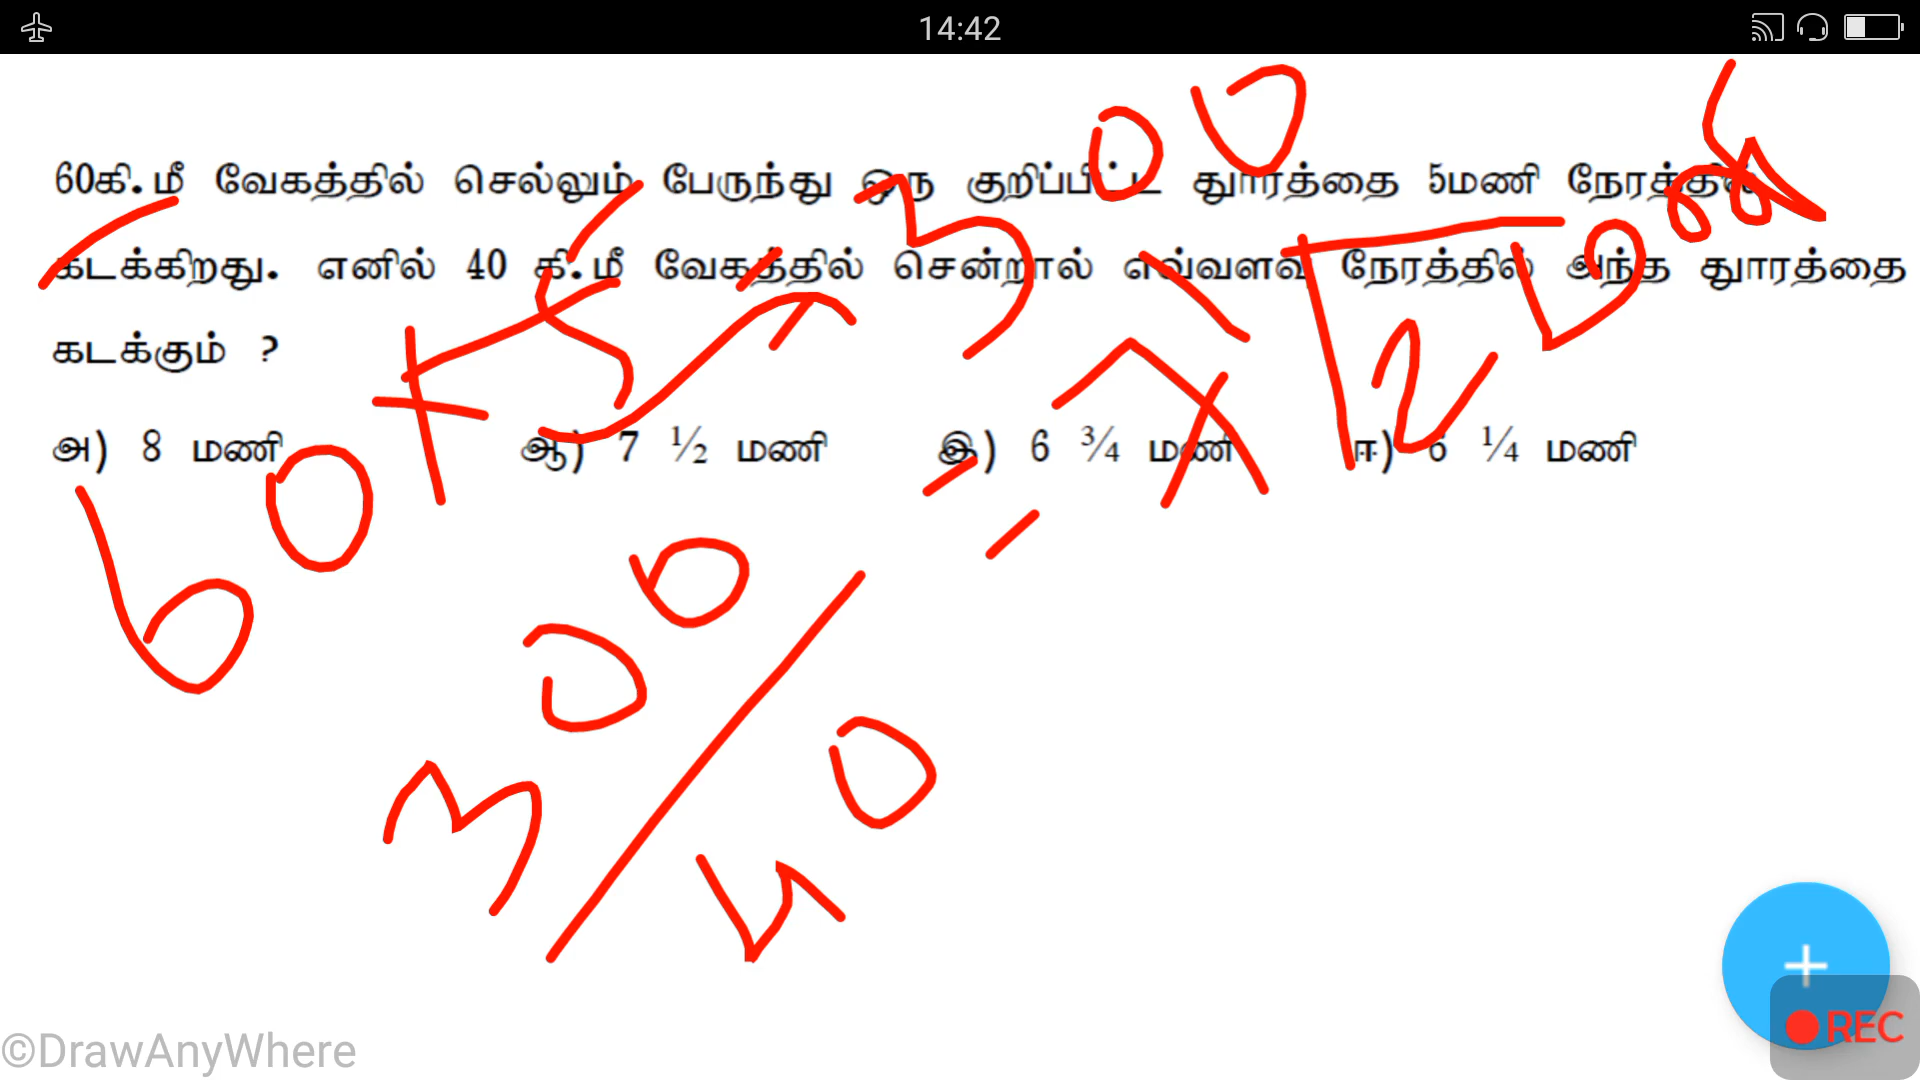 14:42
60கி.மீ வேகத்தில் செல்லும் பேருந்து ஒரு குறிப்பிட்ட துாரத்தை 5மணி நேரத்தில்
கடக்கிறது. எனில் 40 கி.மீ வேகத்தில் சென்றால் எவ்வளவு நேரத்தில் அந்த துாரத்தை
கடக்கும் ?
அ) 8 மணி ஆ) 7 ½ மணி இ) 6 ¾ மணி ஈ) 6 ¼ மணி
60 × 5 = 300
300 / 40
REC
©DrawAnyWhere